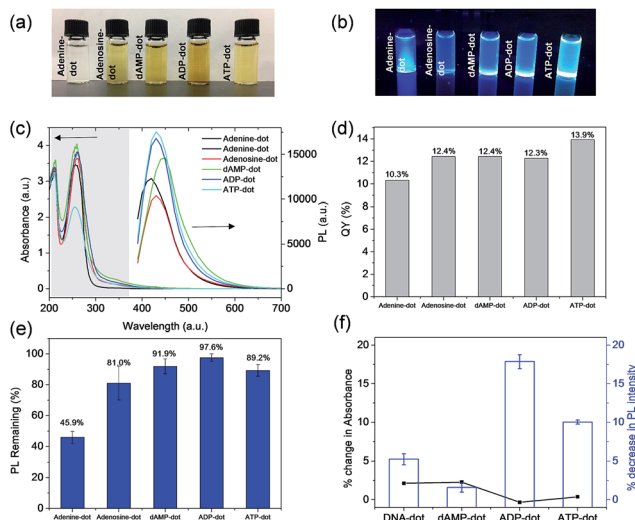 (a)
Adenine-
dot
Adenosine-
dot
dAMP-dot
ADP-dot
ATP-dot
(b)
Adenine-
dot
Adenosine-
dot
dAMP-dot
ADP-dot
ATP-dot
(c)
Absorbance (a.u.)
4
3
2
1
0
Adenine-dot
Adenine-dot
Adenosine-dot
dAMP-dot
ADP-dot
ATP-dot
15000
10000
5000
0
PL (a.u.)
200 300 400 500 600 700
Wavelength (a.u.)
(d)
QY (%)
16
14
12
10
8
6
4
2
0
10.3%
12.4%
12.4%
12.3%
13.9%
Adenine-dot Adenosine-dot dAMP-dot ADP-dot ATP-dot
(e)
PL Remaining (%)
100
80
60
40
20
0
45.9%
81.0%
91.9%
97.6%
89.2%
Adenine-dot Adenosine-dot dAMP-dot ADP-dot ATP-dot
(f)
% change in Absorbance
20
15
10
5
0
20
15
10
5
0
% decrease in PL Intensity
DNA-dot dAMP-dot ADP-dot ATP-dot